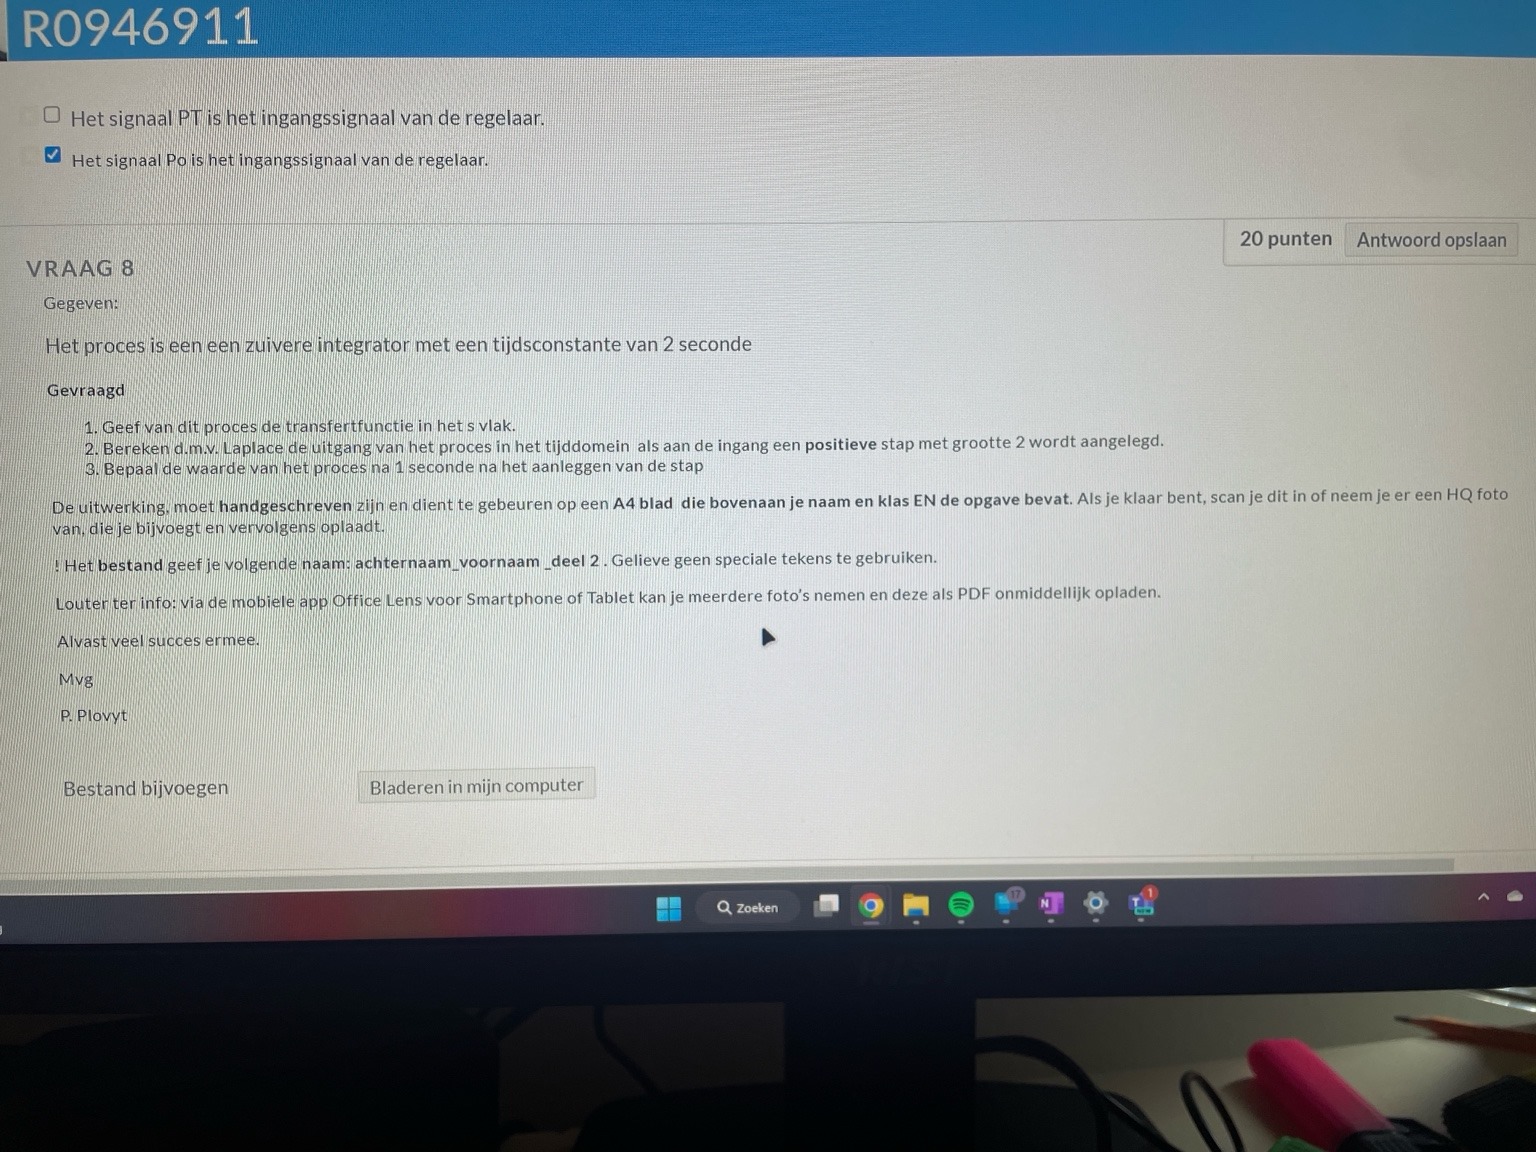 R0946911
Het signaal PT is het ingangssignaal van de regelaar.
Het signaal Po is het ingangssignaal van de regelaar.
20 punten
Antwoord opslaan
VRAAG 8
Gegeven:
Het proces is een een zuivere integrator met een tijdsconstante van 2 seconde
Gevraagd
1. Geef van dit proces de transfertfunctie in het s vlak.
2. Bereken d.m.v. Laplace de uitgang van het proces in het tijddomein als aan de ingang een positieve stap met grootte 2 wordt aangelegd.
3. Bepaal de waarde van het proces na 1 seconde na het aanleggen van de stap
De uitwerking, moet handgeschreven zijn en dient te gebeuren op een A4 blad die bovenaan je naam en klas EN de opgave bevat. Als je klaar bent, scan je dit in of neem je er een HQ foto
van, die je bijvoegt en vervolgens oplaadt.
! Het bestand geef je volgende naam: achternaam_voornaam _deel 2 . Gelieve geen speciale tekens te gebruiken.
Louter ter info: via de mobiele app Office Lens voor Smartphone of Tablet kan je meerdere foto's nemen en deze als PDF onmiddellijk opladen.
Alvast veel succes ermee.
Mvg
P. Plovyt
Bestand bijvoegen
Bladeren in mijn computer
Zoeken
17
N
T
1